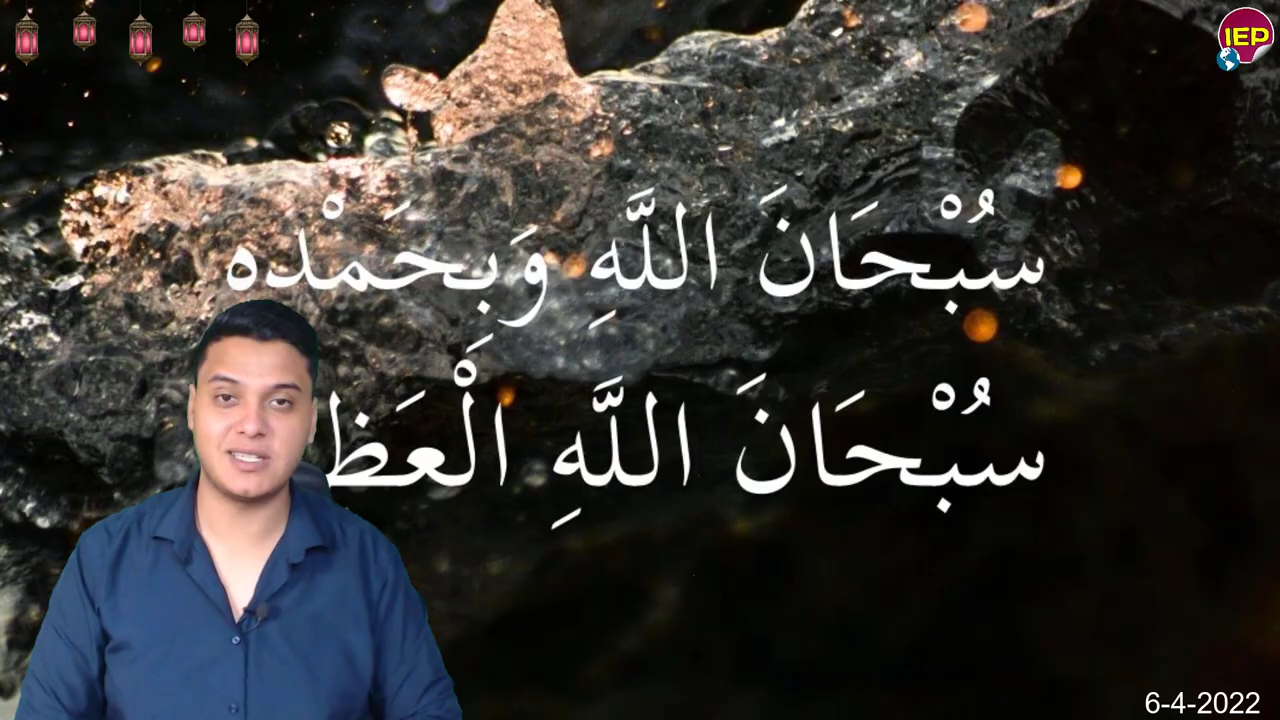 IEP
سُبْحَانَ اللَّهِ وَبِحَمَْدْه
سُبْحَانَ اللَّهِ الْعَظِ
6-4-2022